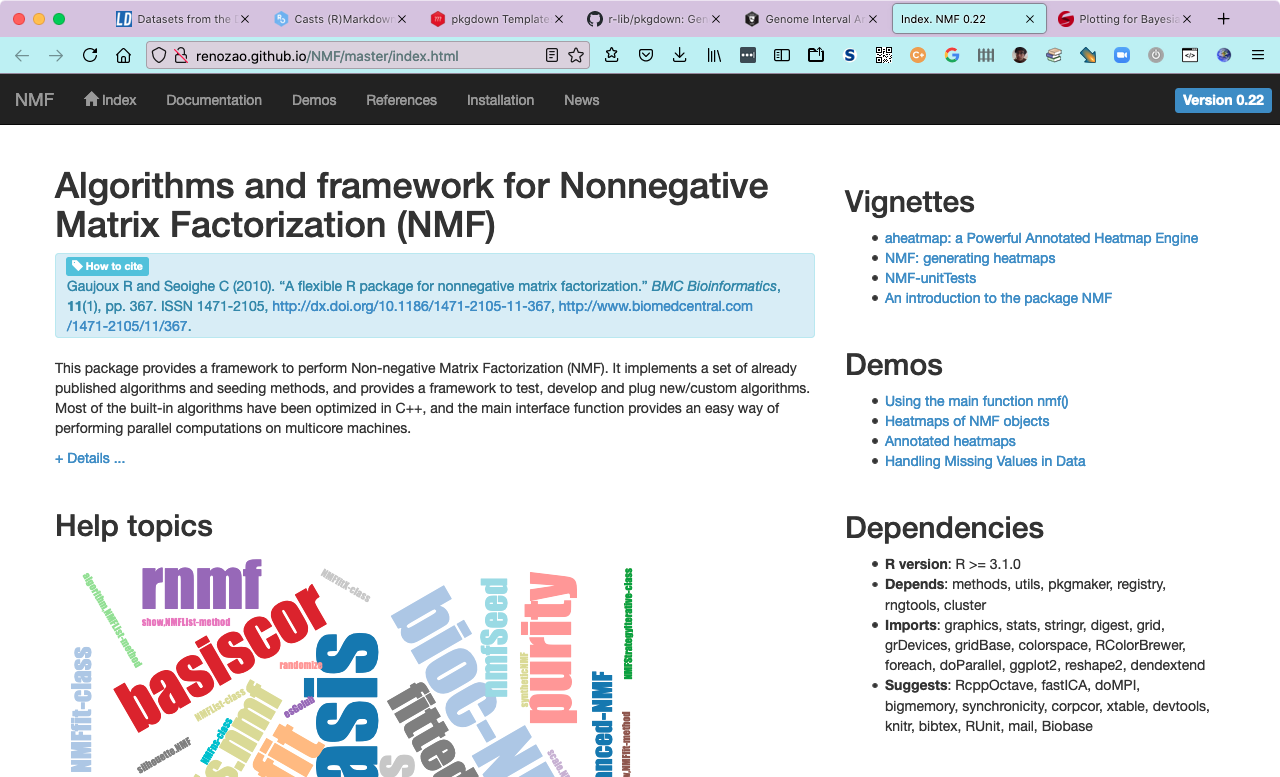 Datasets from the
Casts (R)Markdown
pkgdown Template
r-lib/pkgdown: Gen
Genome Interval Ar
Index. NMF 0.22
Plotting for Bayesia
renozao.github.io/NMF/master/index.html
NMF
Index
Documentation
Demos
References
Installation
News
Version 0.22
Algorithms and framework for Nonnegative
Matrix Factorization (NMF)
How to cite
Gaujoux R and Seoighe C (2010). “A flexible R package for nonnegative matrix factorization.” BMC Bioinformatics,
11(1), pp. 367. ISSN 1471-2105, http://dx.doi.org/10.1186/1471-2105-11-367, http://www.biomedcentral.com
/1471-2105/11/367.
This package provides a framework to perform Non-negative Matrix Factorization (NMF). It implements a set of already
published algorithms and seeding methods, and provides a framework to test, develop and plug new/custom algorithms.
Most of the built-in algorithms have been optimized in C++, and the main interface function provides an easy way of
performing parallel computations on multicore machines.
+ Details ...
Help topics
algorithm,NMFList-method
rnmf
show,NMFList-method
NMFfitX-class
basiscor
randomize
NMFfit-class
NMFList-class
esGolub
NMFns-class
silhouette.NMF
s.nmf
fit
asis
fitted
bioc-N
nmfSeed
syntheticNMF
purity
NMFStrategyIterative-class
anced-NMF
,NMFfit-method
scale.N
Vignettes
• aheatmap: a Powerful Annotated Heatmap Engine
• NMF: generating heatmaps
• NMF-unitTests
• An introduction to the package NMF
Demos
• Using the main function nmf()
• Heatmaps of NMF objects
• Annotated heatmaps
• Handling Missing Values in Data
Dependencies
• R version: R >= 3.1.0
• Depends: methods, utils, pkgmaker, registry,
rngtools, cluster
• Imports: graphics, stats, stringr, digest, grid,
grDevices, gridBase, colorspace, RColorBrewer,
foreach, doParallel, ggplot2, reshape2, dendextend
• Suggests: RcppOctave, fastICA, doMPI,
bigmemory, synchronicity, corpcor, xtable, devtools,
knitr, bibtex, RUnit, mail, Biobase